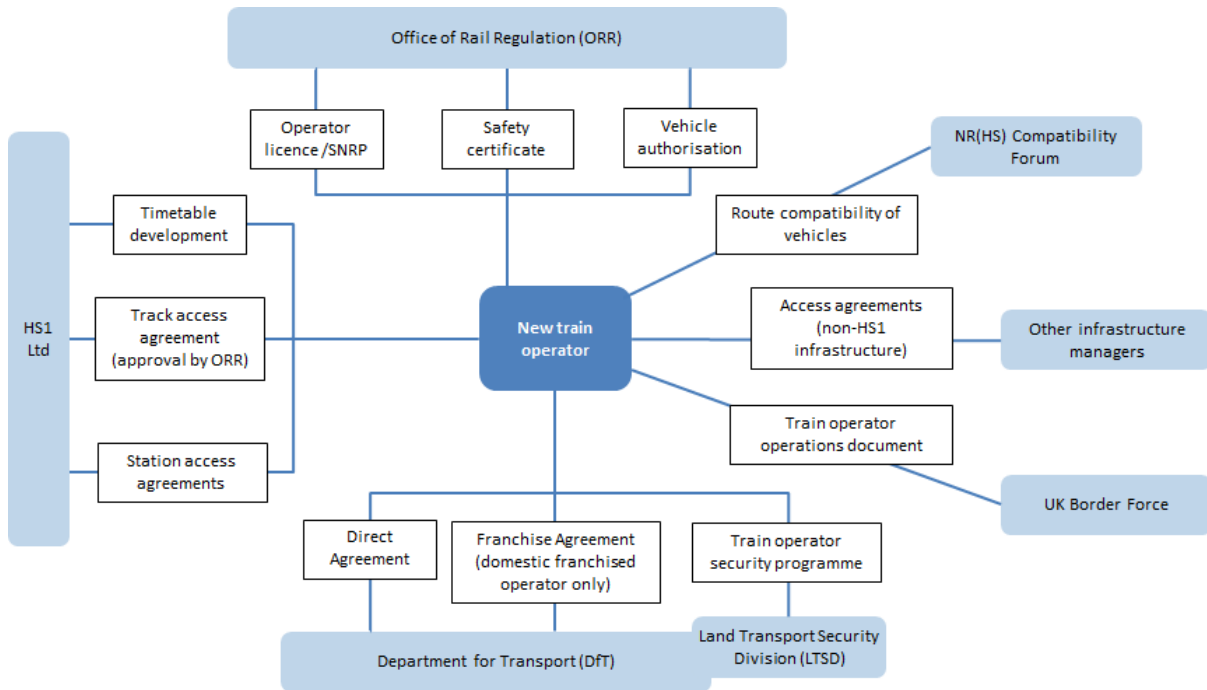 Office of Rail Regulation (ORR)
Operator
licence /SNRP
Safety
certificate
Vehicle
authorisation
NR(HS) Compatibility
Forum
HS1
Ltd
Timetable
development
Route compatibility of
vehicles
Track access
agreement
(approval by ORR)
New train
operator
Access agreements
(non-HS1
infrastructure)
Other infrastructure
managers
Station access
agreements
Train operator
operations document
UK Border Force
Direct
Agreement
Franchise Agreement
(domestic franchised
operator only)
Train operator
security programme
Department for Transport (DfT)
Land Transport Security
Division (LTSD)